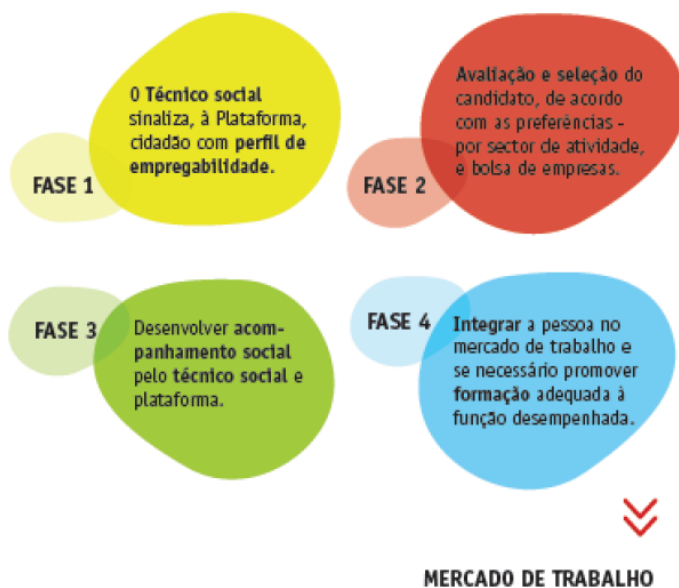 O Técnico social
sinaliza, à Plataforma,
cidadão com perfil de
empregabilidade.
FASE 1
Avaliação e seleção do
candidato, de acordo
com as preferências -
por sector de atividade,
e bolsa de empresas.
FASE 2
Desenvolver acom-
panhamento social
pelo técnico social e
plataforma.
FASE 3
Integrar a pessoa no
mercado de trabalho e
se necessário promover
formação adequada à
função desempenhada.
FASE 4
MERCADO DE TRABALHO